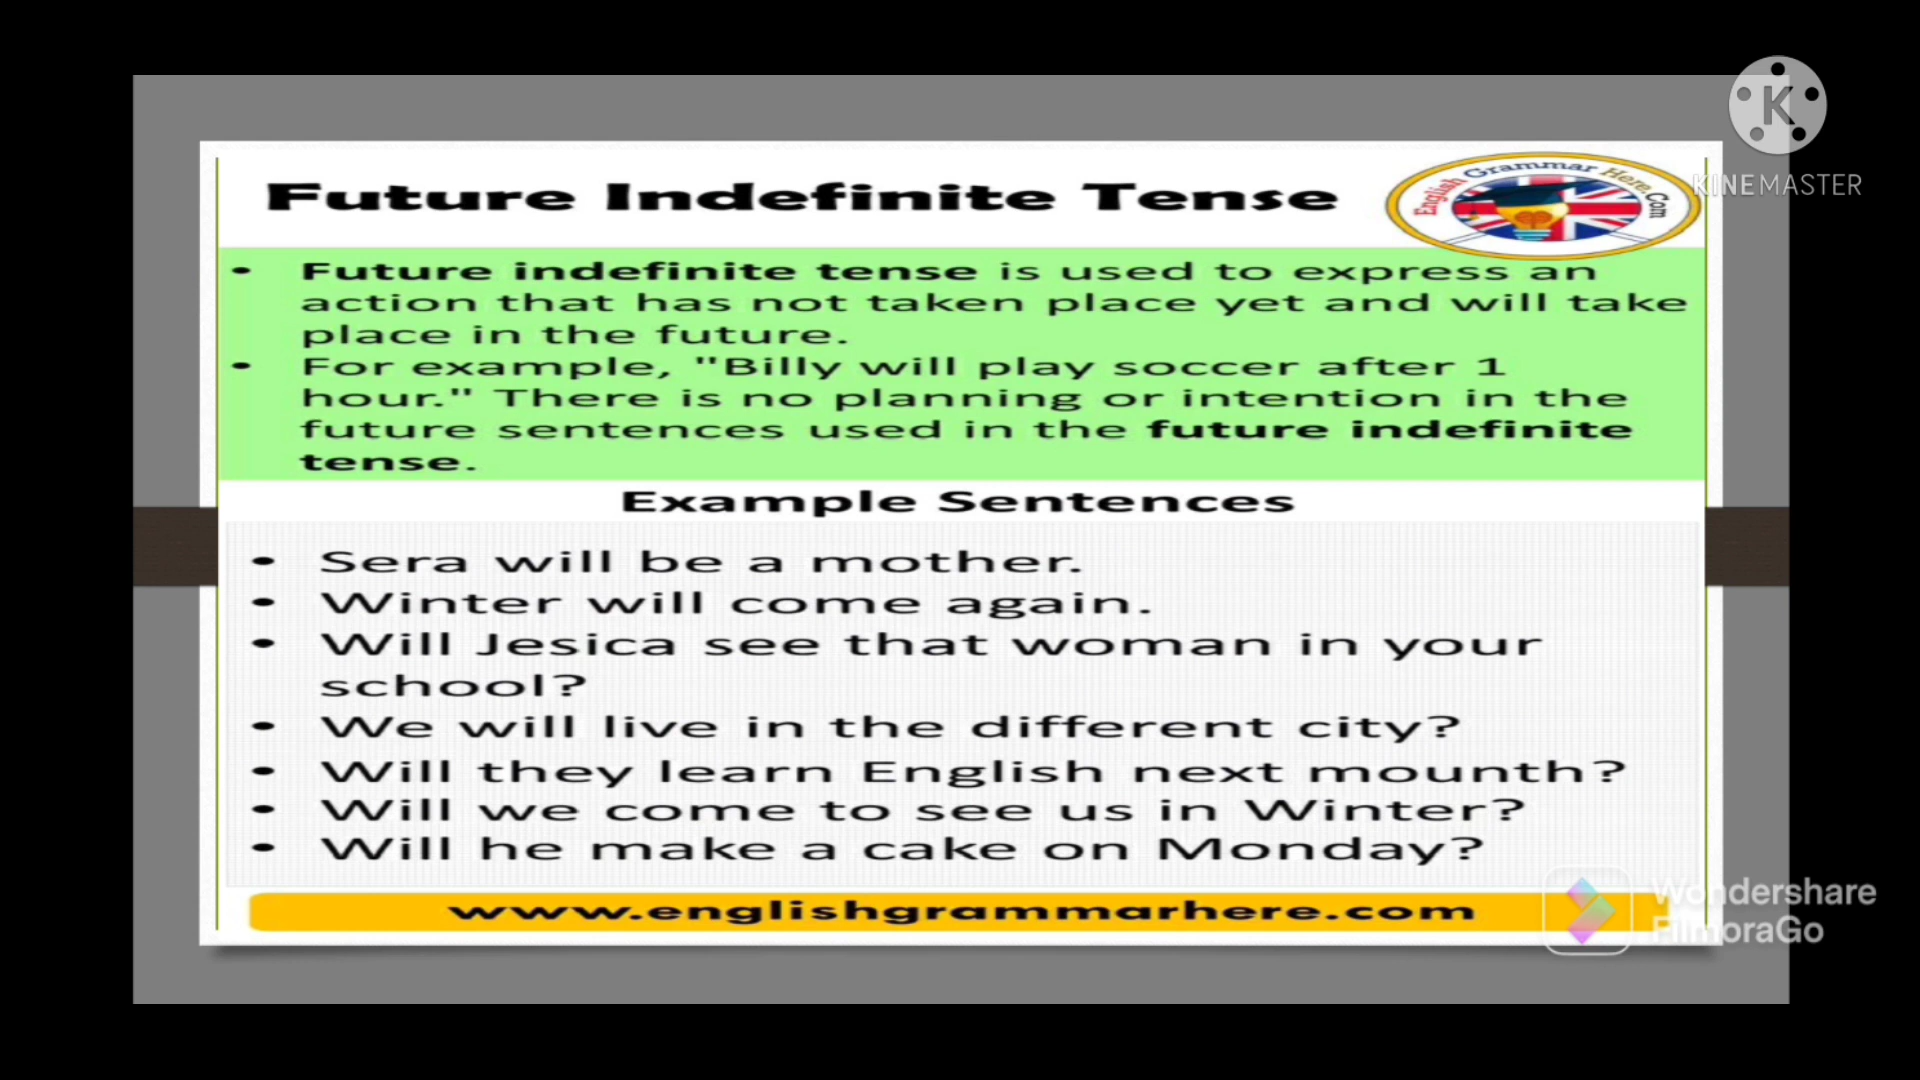 Future Indefinite Tense
English Grammar Here.Com
K
KINEMASTER
• Future indefinite tense is used to express an
action that has not taken place yet and will take
place in the future.
• For example, "Billy will play soccer after 1
hour." There is no planning or intention in the
future sentences used in the future indefinite
tense.
Example Sentences
• Sera will be a mother.
• Winter will come again.
• Will Jesica see that woman in your
school?
• We will live in the different city?
• Will they learn English next mounth?
• Will we come to see us in Winter?
• Will he make a cake on Monday?
www.englishgrammarhere.com
Wondershare
FilmoraGo